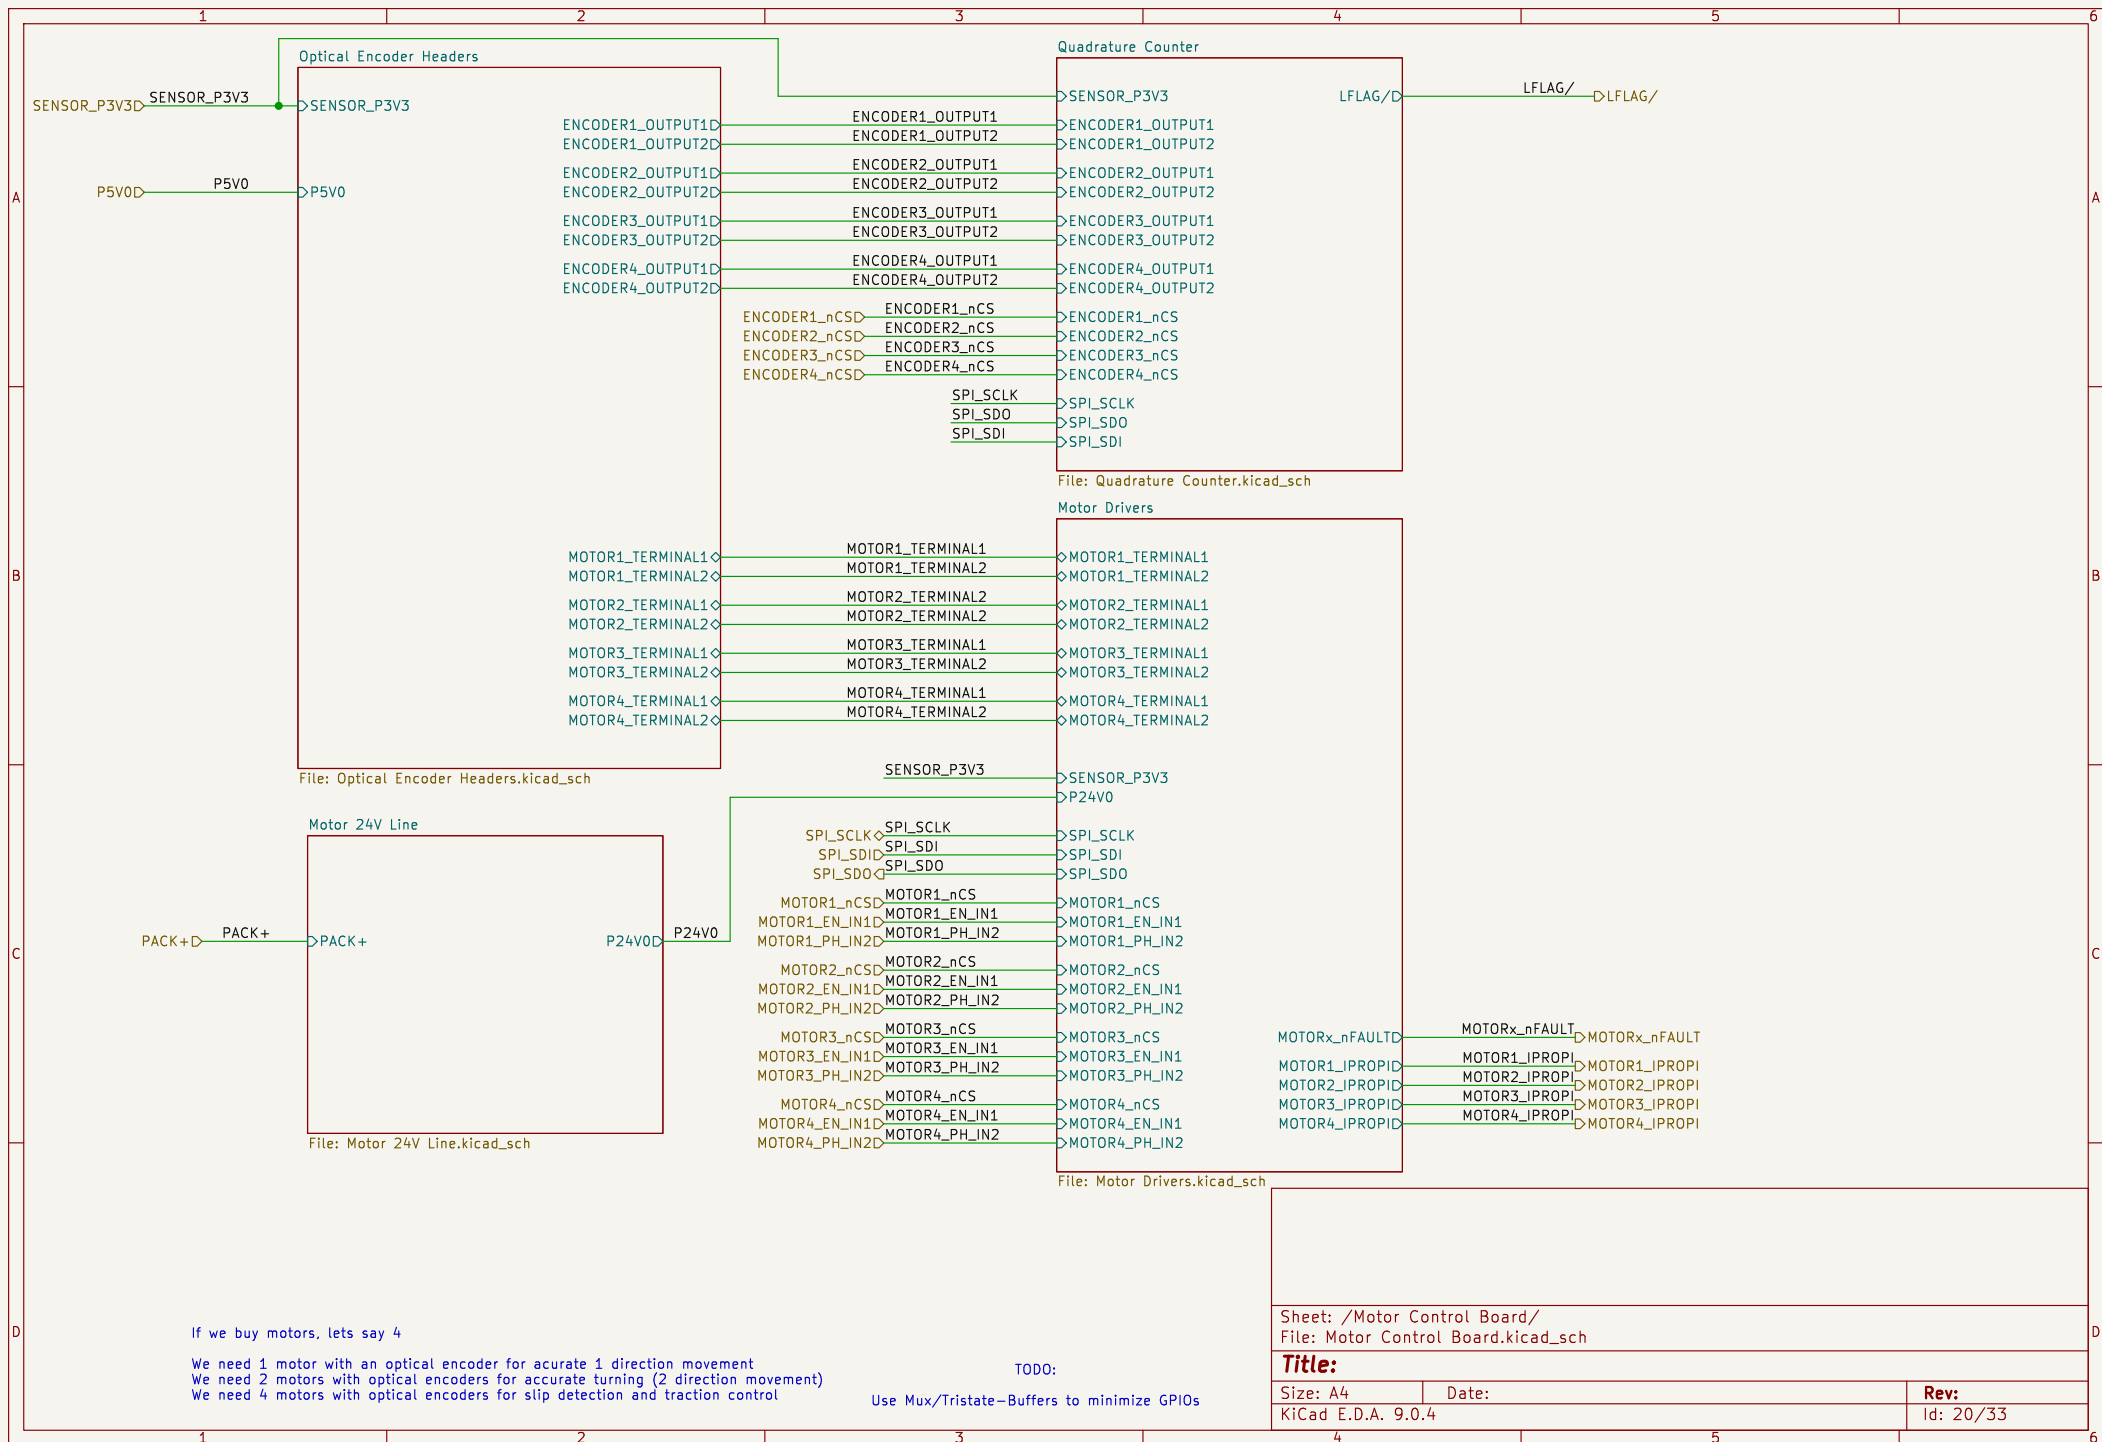 1 2 3 4 5 6
A
B
C
D
A
B
C
D
1 2 3 4 5 6
Optical Encoder Headers
SENSOR_P3V3
SENSOR_P3V3
SENSOR_P3V3
P5V0
P5V0
P5V0
ENCODER1_OUTPUT1
ENCODER1_OUTPUT2
ENCODER2_OUTPUT1
ENCODER2_OUTPUT2
ENCODER3_OUTPUT1
ENCODER3_OUTPUT2
ENCODER4_OUTPUT1
ENCODER4_OUTPUT2
MOTOR1_TERMINAL1
MOTOR1_TERMINAL2
MOTOR2_TERMINAL1
MOTOR2_TERMINAL2
MOTOR3_TERMINAL1
MOTOR3_TERMINAL2
MOTOR4_TERMINAL1
MOTOR4_TERMINAL2
File: Optical Encoder Headers.kicad_sch
ENCODER1_OUTPUT1
ENCODER1_OUTPUT2
ENCODER2_OUTPUT1
ENCODER2_OUTPUT2
ENCODER3_OUTPUT1
ENCODER3_OUTPUT2
ENCODER4_OUTPUT1
ENCODER4_OUTPUT2
ENCODER1_nCS ENCODER1_nCS
ENCODER2_nCS ENCODER2_nCS
ENCODER3_nCS ENCODER3_nCS
ENCODER4_nCS ENCODER4_nCS
SPI_SCLK
SPI_SDO
SPI_SDI
Quadrature Counter
SENSOR_P3V3
ENCODER1_OUTPUT1
ENCODER1_OUTPUT2
ENCODER2_OUTPUT1
ENCODER2_OUTPUT2
ENCODER3_OUTPUT1
ENCODER3_OUTPUT2
ENCODER4_OUTPUT1
ENCODER4_OUTPUT2
ENCODER1_nCS
ENCODER2_nCS
ENCODER3_nCS
ENCODER4_nCS
SPI_SCLK
SPI_SDO
SPI_SDI
LFLAG/
LFLAG/
LFLAG/
File: Quadrature Counter.kicad_sch
MOTOR1_TERMINAL1
MOTOR1_TERMINAL2
MOTOR2_TERMINAL2
MOTOR2_TERMINAL2
MOTOR3_TERMINAL1
MOTOR3_TERMINAL2
MOTOR4_TERMINAL1
MOTOR4_TERMINAL2
SENSOR_P3V3
SPI_SCLK SPI_SCLK
SPI_SDI SPI_SDI
SPI_SDO SPI_SDO
MOTOR1_nCS MOTOR1_nCS
MOTOR1_EN_IN1 MOTOR1_EN_IN1
MOTOR1_PH_IN2 MOTOR1_PH_IN2
MOTOR2_nCS MOTOR2_nCS
MOTOR2_EN_IN1 MOTOR2_EN_IN1
MOTOR2_PH_IN2 MOTOR2_PH_IN2
MOTOR3_nCS MOTOR3_nCS
MOTOR3_EN_IN1 MOTOR3_EN_IN1
MOTOR3_PH_IN2 MOTOR3_PH_IN2
MOTOR4_nCS MOTOR4_nCS
MOTOR4_EN_IN1 MOTOR4_EN_IN1
MOTOR4_PH_IN2 MOTOR4_PH_IN2
Motor Drivers
MOTOR1_TERMINAL1
MOTOR1_TERMINAL2
MOTOR2_TERMINAL1
MOTOR2_TERMINAL2
MOTOR3_TERMINAL1
MOTOR3_TERMINAL2
MOTOR4_TERMINAL1
MOTOR4_TERMINAL2
SENSOR_P3V3
P24V0
SPI_SCLK
SPI_SDI
SPI_SDO
MOTOR1_nCS
MOTOR1_EN_IN1
MOTOR1_PH_IN2
MOTOR2_nCS
MOTOR2_EN_IN1
MOTOR2_PH_IN2
MOTOR3_nCS
MOTOR3_EN_IN1
MOTOR3_PH_IN2
MOTOR4_nCS
MOTOR4_EN_IN1
MOTOR4_PH_IN2
MOTORx_nFAULT MOTORx_nFAULT MOTORx_nFAULT
MOTOR1_IPROPI MOTOR1_IPROPI MOTOR1_IPROPI
MOTOR2_IPROPI MOTOR2_IPROPI MOTOR2_IPROPI
MOTOR3_IPROPI MOTOR3_IPROPI MOTOR3_IPROPI
MOTOR4_IPROPI MOTOR4_IPROPI MOTOR4_IPROPI
File: Motor Drivers.kicad_sch
Motor 24V Line
PACK+ PACK+ PACK+
P24V0 P24V0
File: Motor 24V Line.kicad_sch
If we buy motors, lets say 4
We need 1 motor with an optical encoder for acurate 1 direction movement
We need 2 motors with optical encoders for accurate turning (2 direction movement)
We need 4 motors with optical encoders for slip detection and traction control
TODO:
Use Mux/Tristate-Buffers to minimize GPIOs
Sheet: /Motor Control Board/
File: Motor Control Board.kicad_sch
Title:
Size: A4 Date: Rev:
KiCad E.D.A. 9.0.4 Id: 20/33